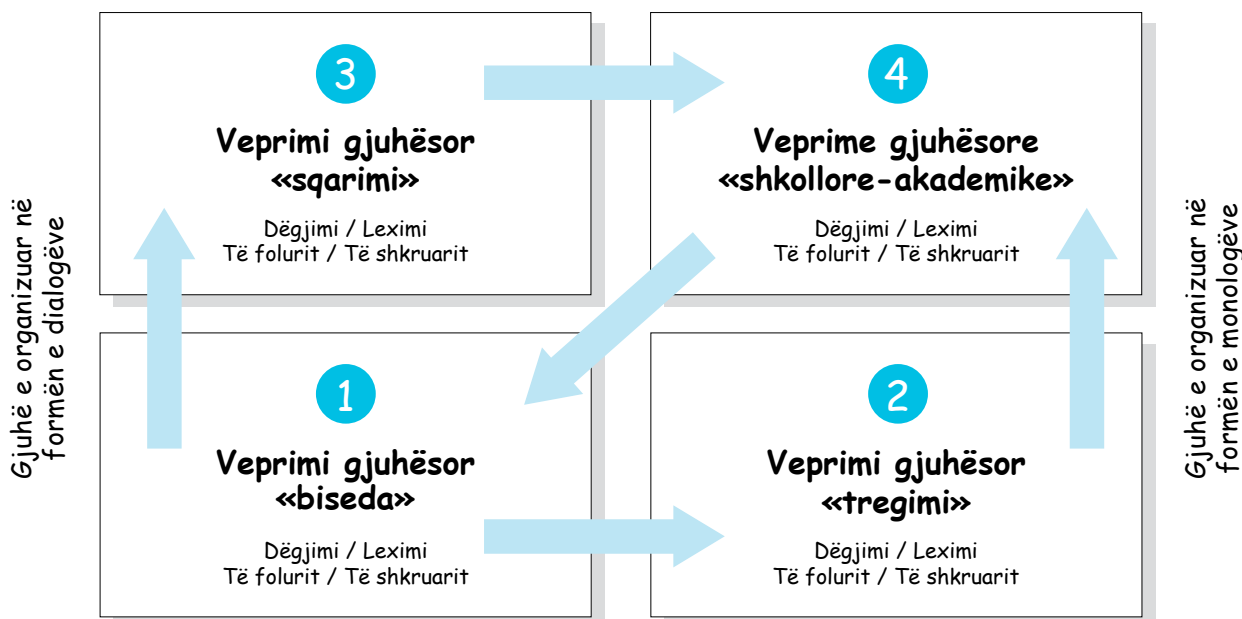 Gjuhë e organizuar në
formën e dialogëve
3
Veprimi gjuhësor
«sqarimi»
Dëgjimi / Leximi
Të folurit / Të shkruarit
4
Veprime gjuhësore
«shkollore-akademike»
Dëgjimi / Leximi
Të folurit / Të shkruarit
1
Veprimi gjuhësor
«biseda»
Dëgjimi / Leximi
Të folurit / Të shkruarit
2
Veprimi gjuhësor
«tregimi»
Dëgjimi / Leximi
Të folurit / Të shkruarit
Gjuhë e organizuar në
formën e monologëve